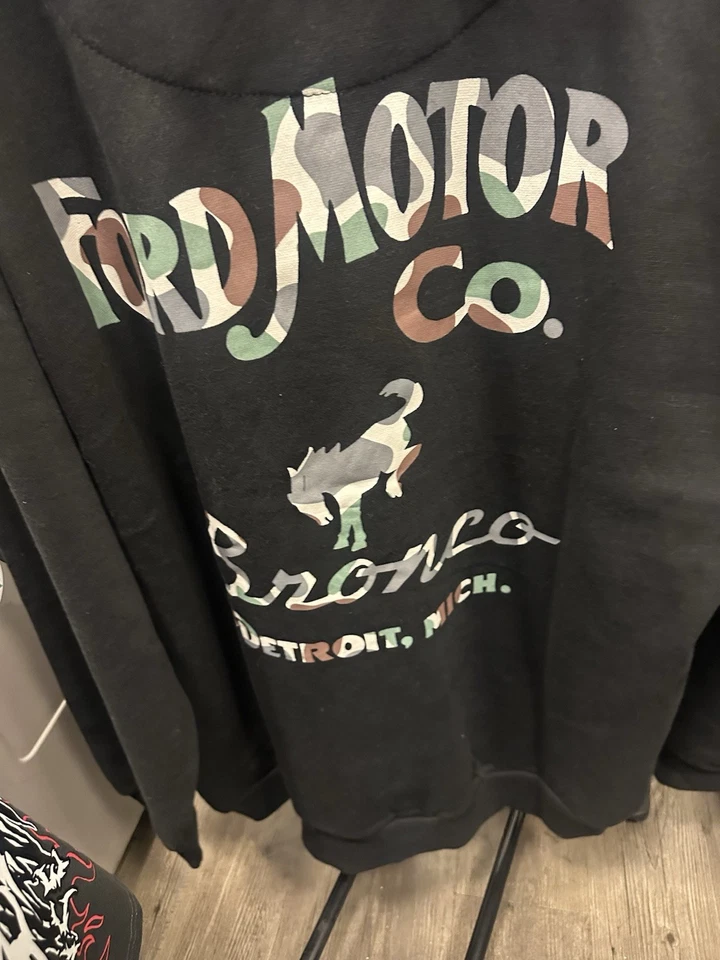 FORD MOTOR
CO.
Bronco
DETROIT, MICH.